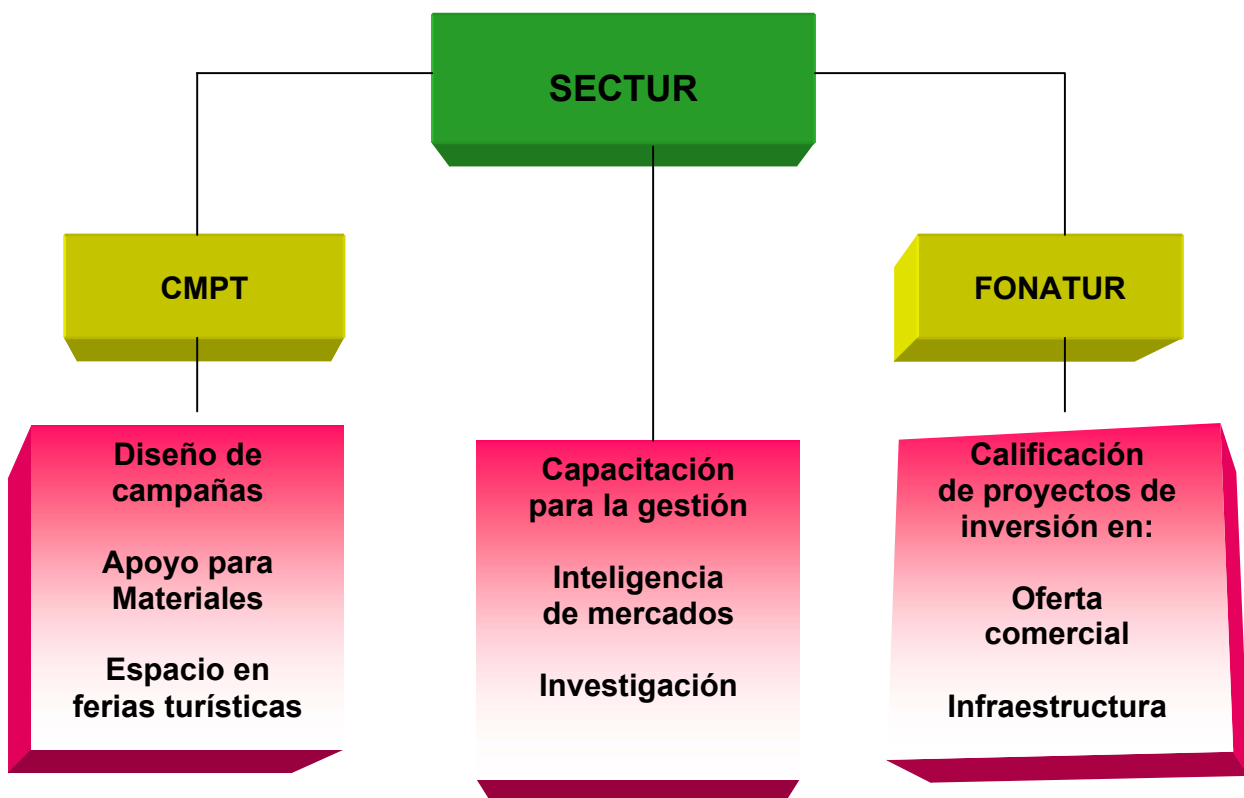 SECTUR
CMPT
FONATUR
Diseño de
campañas
Apoyo para
Materiales
Espacio en
ferias turísticas
Capacitación
para la gestión
Inteligencia
de mercados
Investigación
Calificación
de proyectos de
inversión en:
Oferta
comercial
Infraestructura